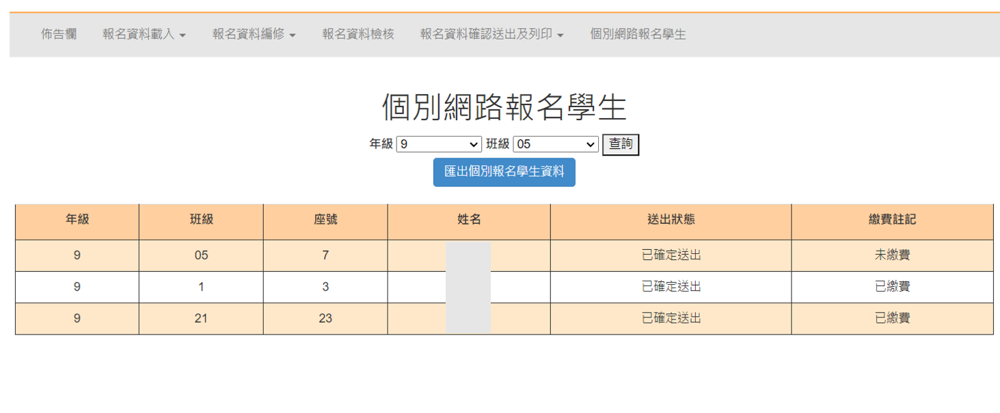 佈告欄 報名資料載入 報名資料編修 報名資料檢核 報名資料確認送出及列印 個別網路報名學生
個別網路報名學生
年級 9 班級 05 查詢
匯出個別報名學生資料
年級 班級 座號 姓名 送出狀態 繳費註記
9 05 7 已確定送出 未繳費
9 1 3 已確定送出 已繳費
9 21 23 已確定送出 已繳費